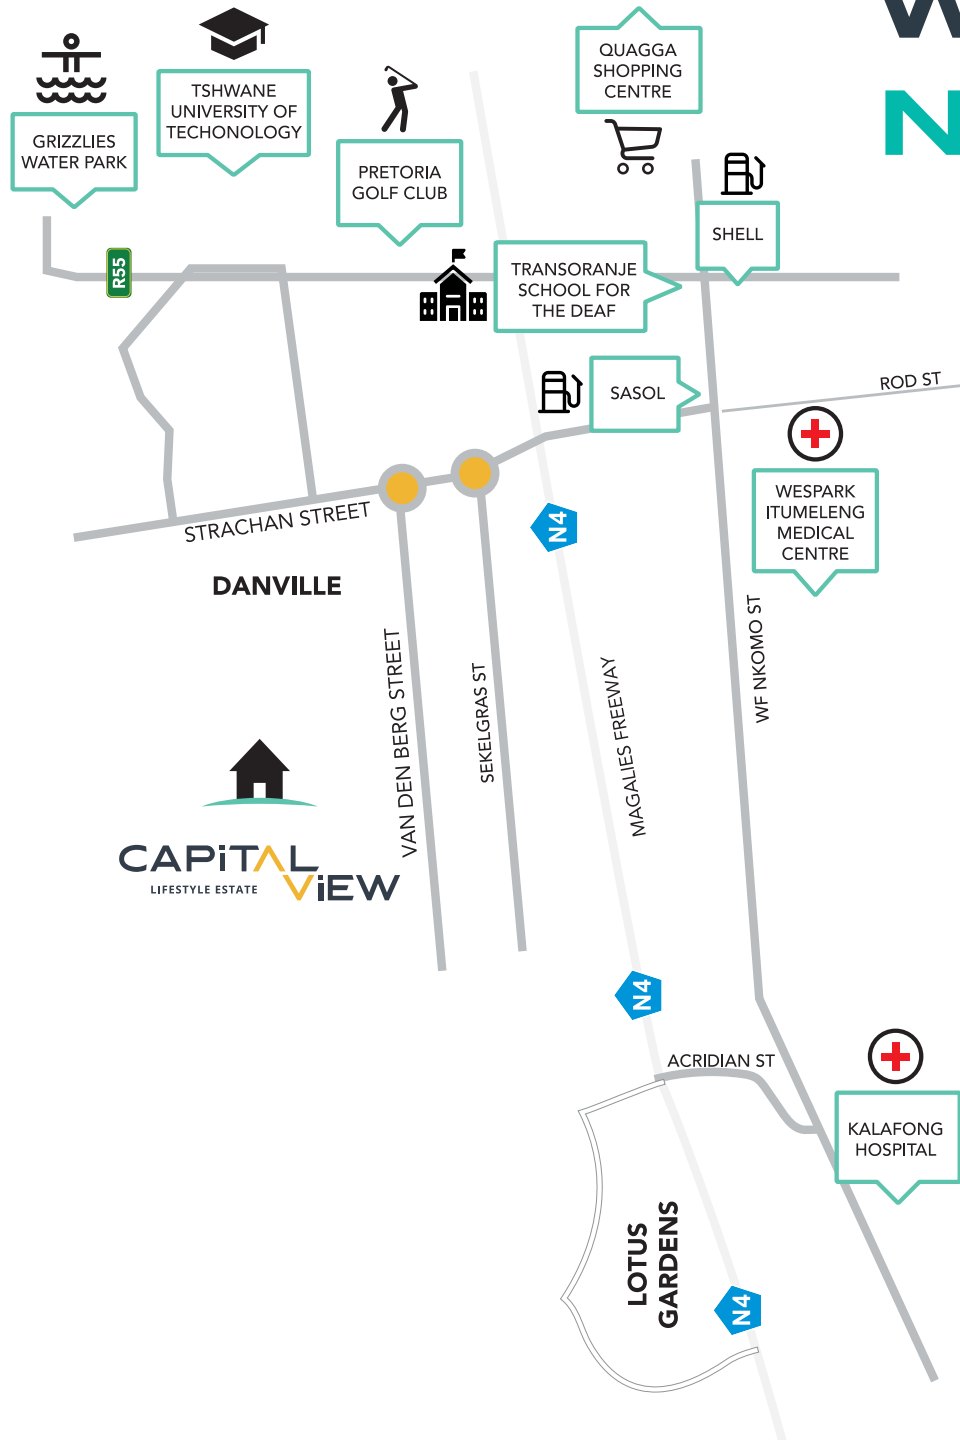 QUAGGA
SHOPPING
CENTRE
TSHWANE
UNIVERSITY OF
TECHONOLOGY
GRIZZLIES
WATER PARK
PRETORIA
GOLF CLUB
SHELL
R55
TRANSORANJE
SCHOOL FOR
THE DEAF
SASOL
ROD ST
WESPARK
ITUMELENG
MEDICAL
CENTRE
STRACHAN STREET
N4
DANVILLE
VAN DEN BERG STREET
SEKELGRAS ST
MAGALIES FREEWAY
WF NKOMO ST
CAPiTAL
ViEW
LIFESTYLE ESTATE
N4
ACRIDIAN ST
KALAFONG
HOSPITAL
LOTUS
GARDENS
N4
N